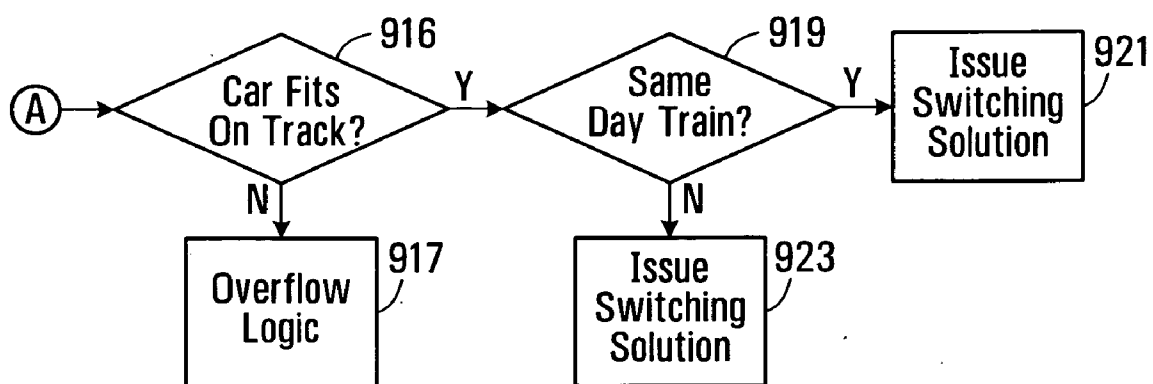 A
Car Fits
On Track?
916
Y
N
Overflow
Logic
917
Same
Day Train?
919
Y
N
Issue
Switching
Solution
921
Issue
Switching
Solution
923